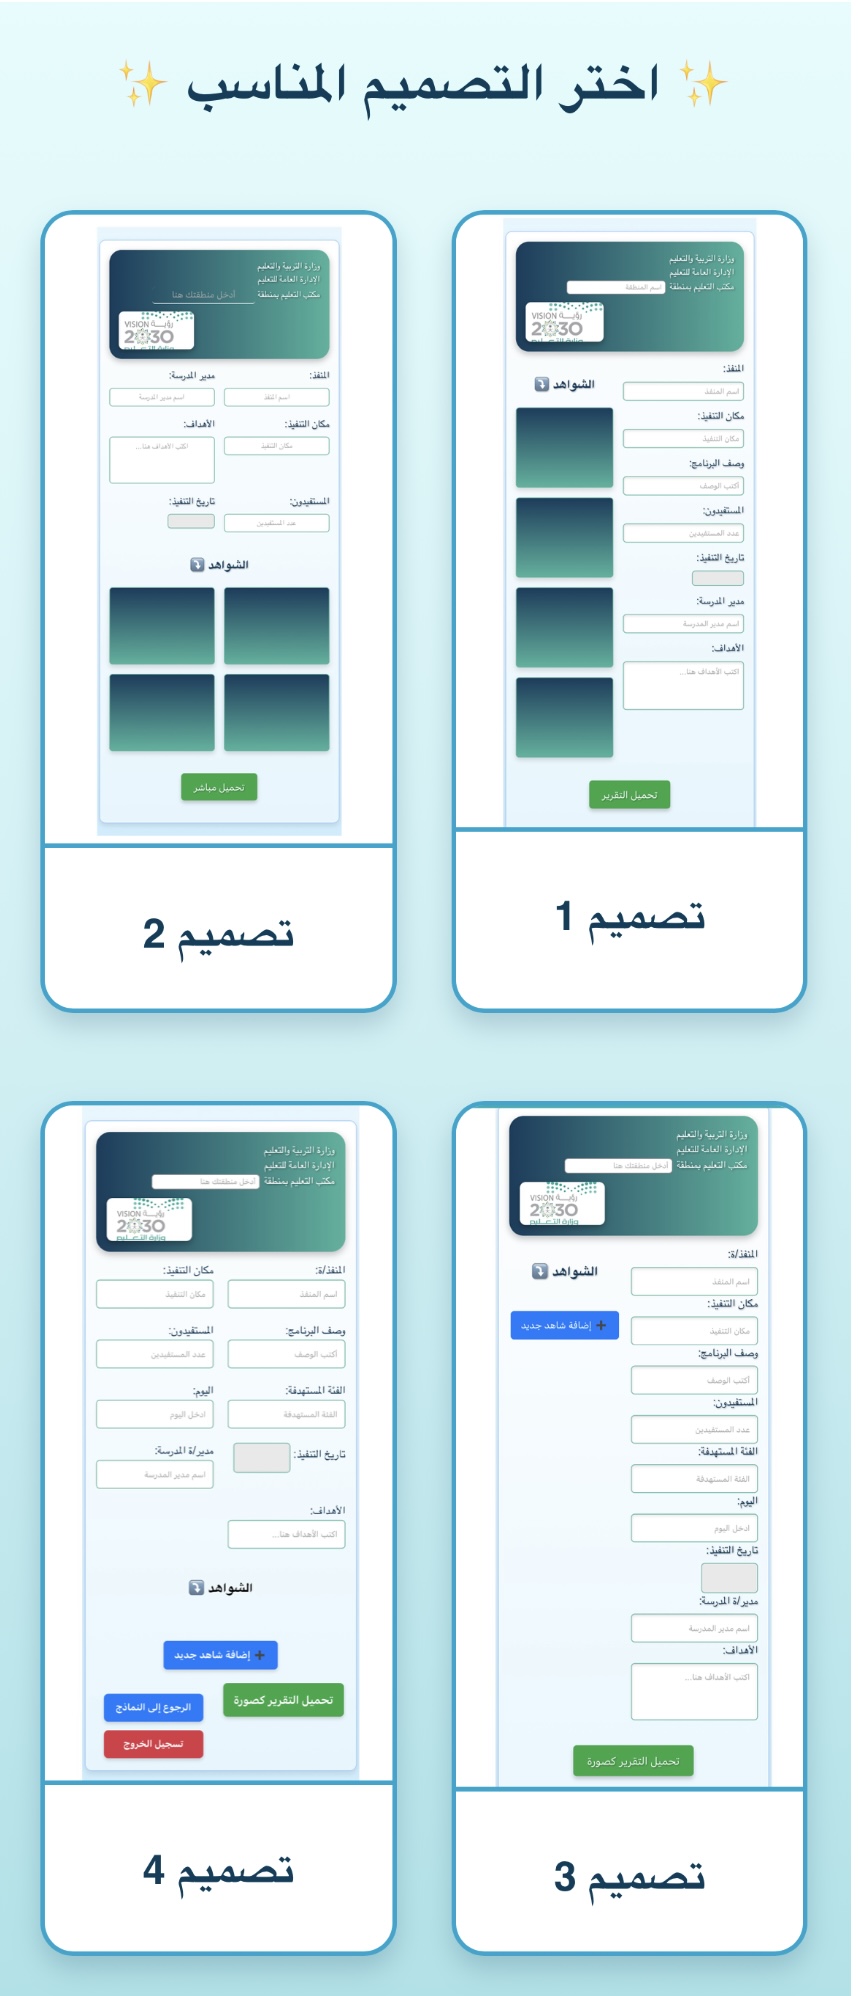 ✨ اختر التصميم المناسب ✨
وزارة التربية والتعليم
الإدارة العامة للتعليم
مكتب التعليم بمنطقة اسم المنطقة
VISION رؤيـــة
2030
المنفذ:
اسم المنفذ
مكان التنفيذ:
مكان التنفيذ
وصف البرنامج:
أكتب الوصف
المستفيدون:
عدد المستفيدين
تاريخ التنفيذ:
مدير المدرسة:
اسم مدير المدرسة
الأهداف:
اكتب الأهداف هنا...
الشواهد ⤵️
تحميل التقرير
تصميم 1
وزارة التربية والتعليم
الإدارة العامة للتعليم
مكتب التعليم بمنطقة أدخل منطقتك هنا
VISION رؤيـــة
2030
المنفذ:
اسم المنفذ
مدير المدرسة:
اسم مدير المدرسة
مكان التنفيذ:
مكان التنفيذ
الأهداف:
اكتب الأهداف هنا...
المستفيدون:
عدد المستفيدين
تاريخ التنفيذ:
الشواهد ⤵️
تحميل مباشر
تصميم 2
وزارة التربية والتعليم
الإدارة العامة للتعليم
مكتب التعليم بمنطقة أدخل منطقتك هنا
VISION رؤيـــة
2030
وزارة التعـــليم
المنفذ/ة:
اسم المنفذ
مكان التنفيذ:
مكان التنفيذ
وصف البرنامج:
أكتب الوصف
المستفيدون:
عدد المستفيدين
الفئة المستهدفة:
الفئة المستهدفة
اليوم:
ادخل اليوم
تاريخ التنفيذ:
مدير/ة المدرسة:
اسم مدير المدرسة
الأهداف:
اكتب الأهداف هنا...
الشواهد ⤵️
➕ إضافة شاهد جديد
تحميل التقرير كصورة
تصميم 3
وزارة التربية والتعليم
الإدارة العامة للتعليم
مكتب التعليم بمنطقة أدخل منطقتك هنا
VISION رؤيـــة
2030
وزارة التعـــليم
المنفذ/ة:
اسم المنفذ
مكان التنفيذ:
مكان التنفيذ
وصف البرنامج:
أكتب الوصف
المستفيدون:
عدد المستفيدين
الفئة المستهدفة:
الفئة المستهدفة
اليوم:
ادخل اليوم
تاريخ التنفيذ:
مدير/ة المدرسة:
اسم مدير المدرسة
الأهداف:
اكتب الأهداف هنا...
الشواهد ⤵️
➕ إضافة شاهد جديد
تحميل التقرير كصورة
الرجوع إلى النماذج
تسجيل الخروج
تصميم 4